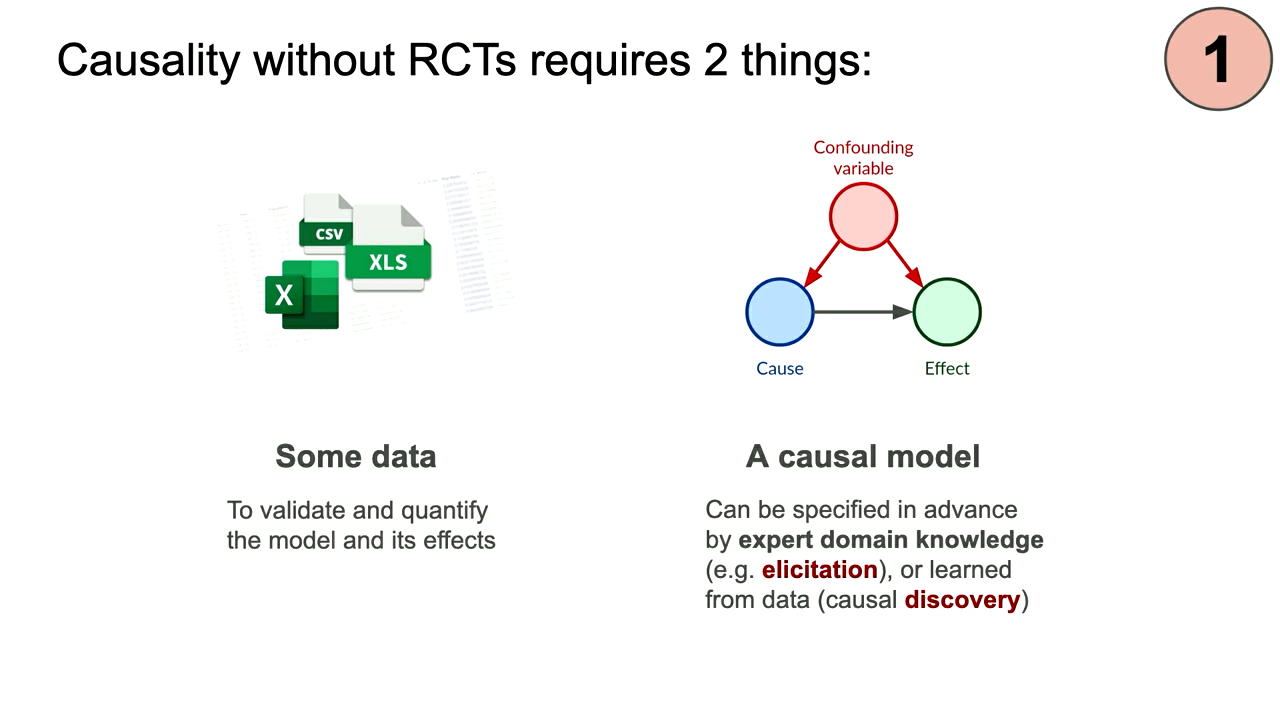 Causality without RCTs requires 2 things:
1
Confounding
variable
CSV
XLS
X
Cause
Effect
Some data
To validate and quantify
the model and its effects
A causal model
Can be specified in advance
by expert domain knowledge
(e.g. elicitation), or learned
from data (causal discovery)